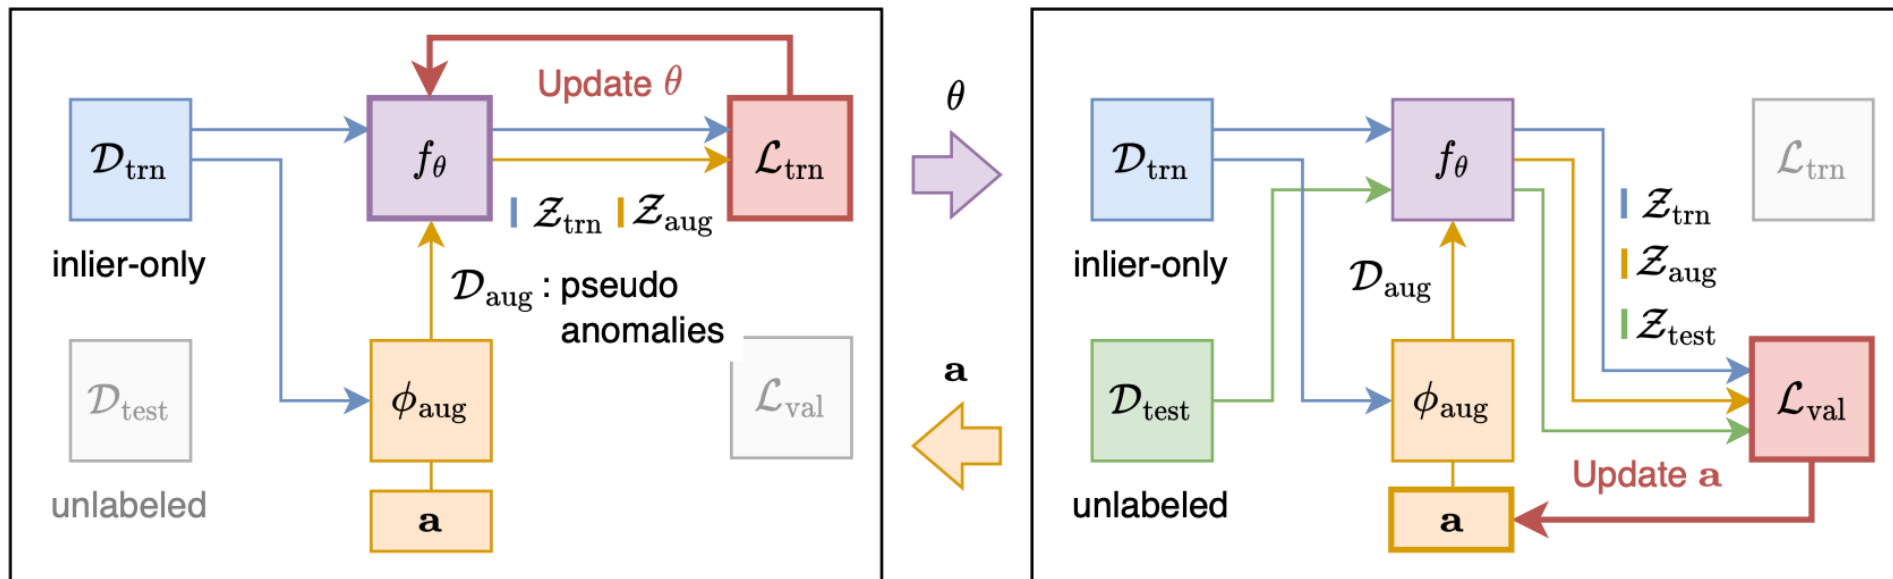 Update θ
𝒟_trn
f_θ
ℒ_trn
𝒵_trn 𝒵_aug
inlier-only
𝒟_aug : pseudo
anomalies
𝒟_test
ϕ_aug
ℒ_val
unlabeled
𝐚
θ
𝐚
𝒟_trn
f_θ
ℒ_trn
𝒵_trn
inlier-only
𝒟_aug
𝒵_aug
𝒵_test
𝒟_test
ϕ_aug
ℒ_val
Update 𝐚
unlabeled
𝐚